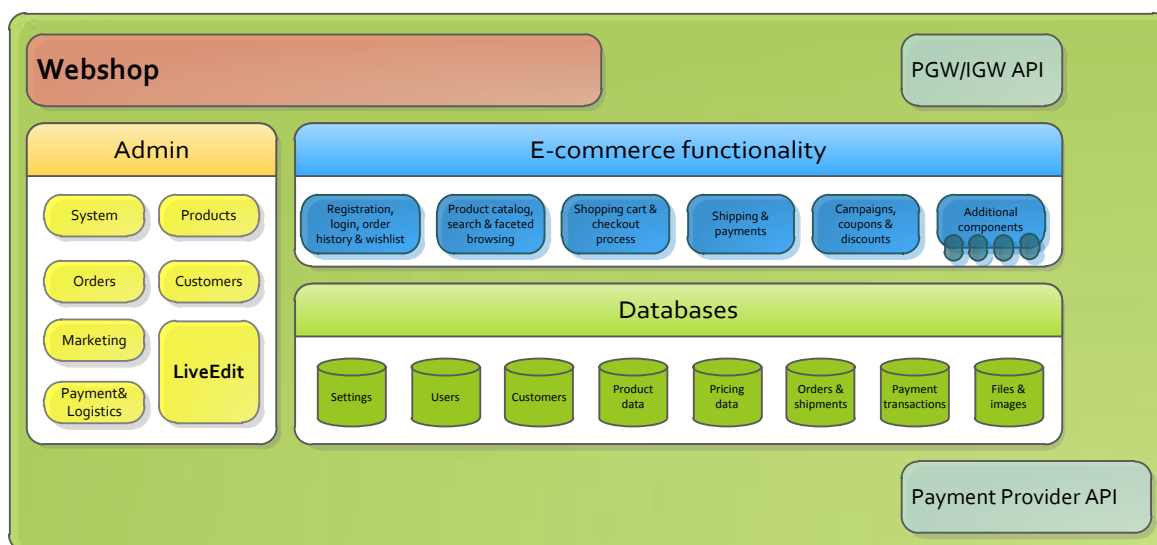 Webshop
PGW/IGW API
Admin
System
Products
Orders
Customers
Marketing
LiveEdit
Payment&
Logistics
E-commerce functionality
Registration,
login, order
history & wishlist
Product catalog,
search & faceted
browsing
Shopping cart &
checkout
process
Shipping &
payments
Campaigns,
coupons &
discounts
Additional
components
Databases
Settings
Users
Customers
Product
data
Pricing
data
Orders &
shipments
Payment
transactions
Files &
images
Payment Provider API